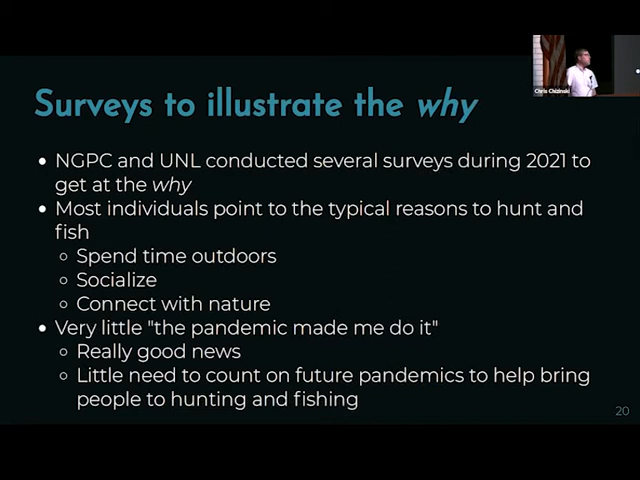 Surveys to illustrate the why
• NGPC and UNL conducted several surveys during 2021 to
get at the why
• Most individuals point to the typical reasons to hunt and
fish
○ Spend time outdoors
○ Socialize
○ Connect with nature
• Very little "the pandemic made me do it"
○ Really good news
○ Little need to count on future pandemics to help bring
people to hunting and fishing
20
Chris Chizinski